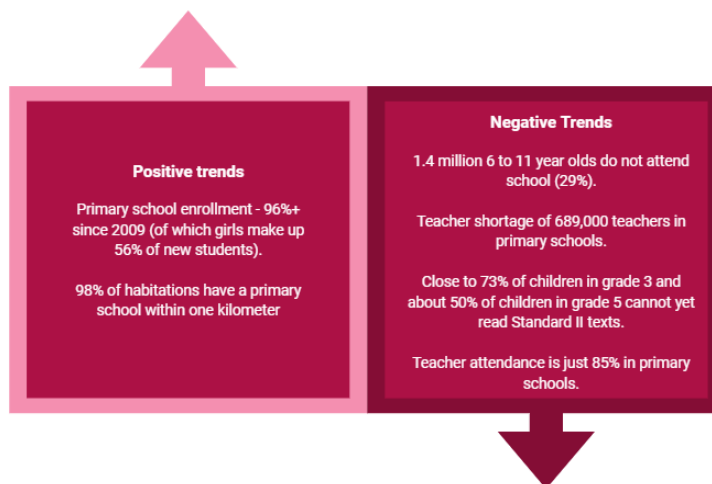 Positive trends
Primary school enrollment - 96%+
since 2009 (of which girls make up
56% of new students).
98% of habitations have a primary
school within one kilometer
Negative Trends
1.4 million 6 to 11 year olds do not attend
school (29%).
Teacher shortage of 689,000 teachers in
primary schools.
Close to 73% of children in grade 3 and
about 50% of children in grade 5 cannot yet
read Standard II texts.
Teacher attendance is just 85% in primary
schools.